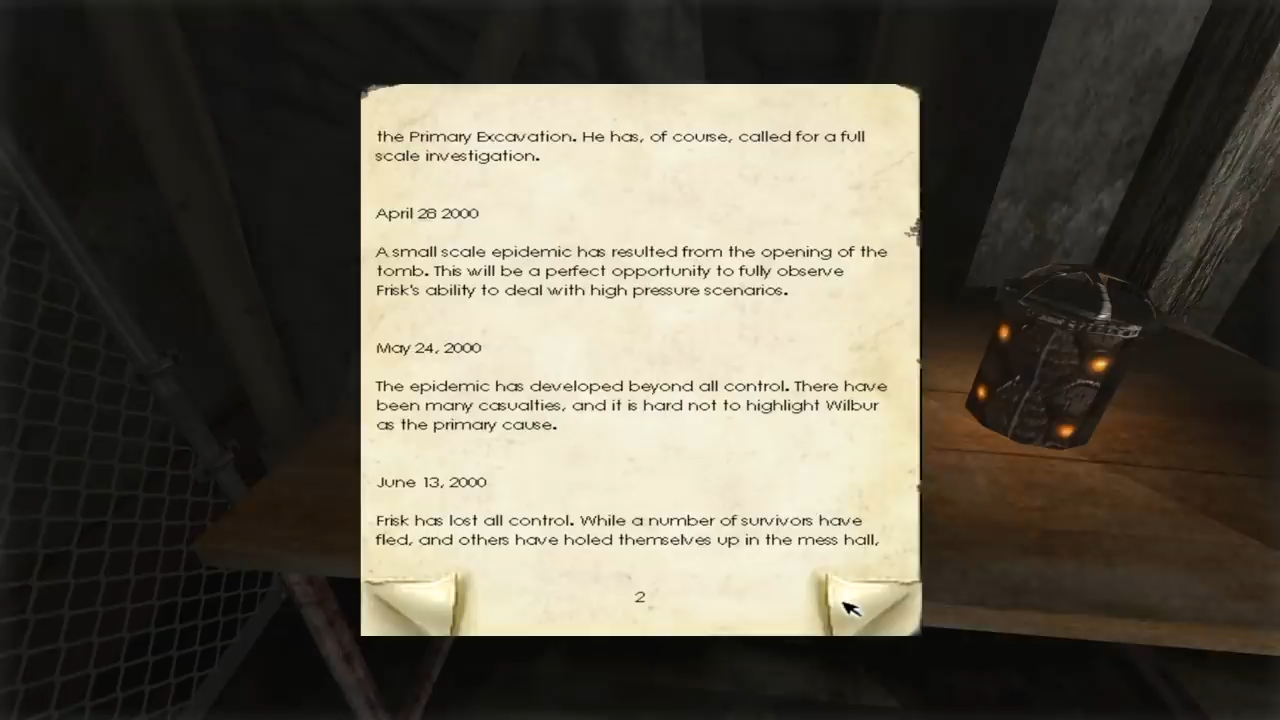 the Primary Excavation. He has, of course, called for a full
scale investigation.
April 28 2000
A small scale epidemic has resulted from the opening of the
tomb. This will be a perfect opportunity to fully observe
Frisk's ability to deal with high pressure scenarios.
May 24, 2000
The epidemic has developed beyond all control. There have
been many casualties, and it is hard not to highlight Wilbur
as the primary cause.
June 13, 2000
Frisk has lost all control. While a number of survivors have
fled, and others have holed themselves up in the mess hall,
2